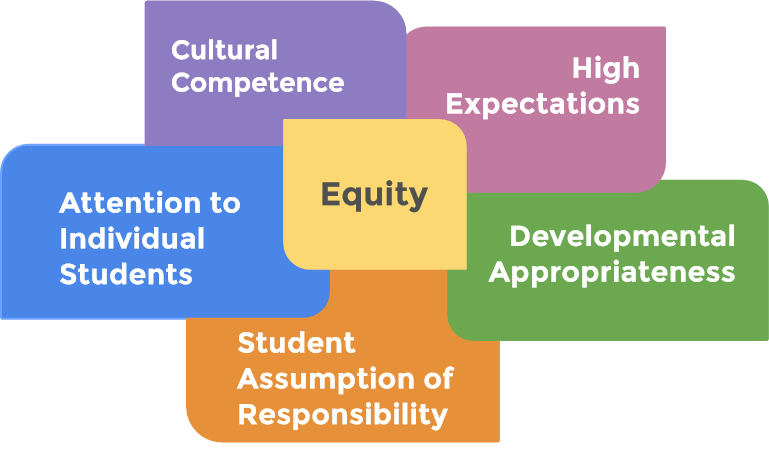 Cultural
Competence
High
Expectations
Equity
Attention to
Individual
Students
Developmental
Appropriateness
Student
Assumption of
Responsibility